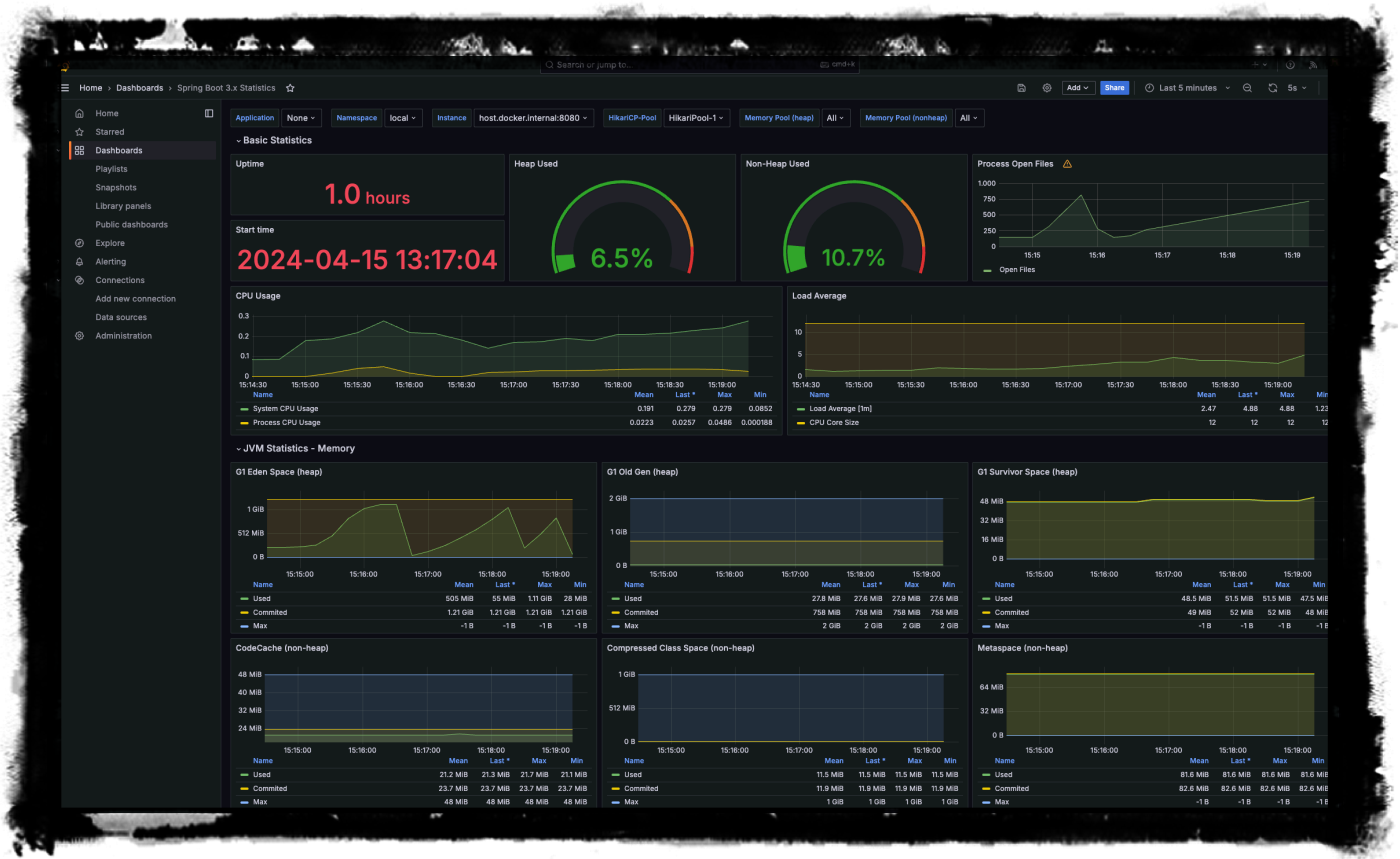 Search or jump to... cmd+k
Home › Dashboards › Spring Boot 3.x Statistics Add Share Last 5 minutes 5s
Home
Starred
Dashboards
Playlists
Snapshots
Library panels
Public dashboards
Explore
Alerting
Connections
Add new connection
Data sources
Administration
Application None Namespace local Instance host.docker.internal:8080 HikariCP-Pool HikariPool-1 Memory Pool (heap) All Memory Pool (nonheap) All
Basic Statistics
Uptime
1.0 hours
Start time
2024-04-15 13:17:04
Heap Used
6.5%
Non-Heap Used
10.7%
Process Open Files
1.000
750
500
250
0
15:15 15:16 15:17 15:18 15:19
Open Files
CPU Usage
0.3
0.2
0.1
0
15:14:30 15:15:00 15:15:30 15:16:00 15:16:30 15:17:00 15:17:30 15:18:00 15:18:30 15:19:00
Name Mean Last * Max Min
System CPU Usage 0.191 0.279 0.279 0.0852
Process CPU Usage 0.0223 0.0257 0.0486 0.000188
Load Average
10
5
0
15:14:30 15:15:00 15:15:30 15:16:00 15:16:30 15:17:00 15:17:30 15:18:00 15:18:30 15:19:00
Name Mean Last * Max Min
Load Average [1m] 2.47 4.88 4.88 1.23
CPU Core Size 12 12 12 12
JVM Statistics - Memory
G1 Eden Space (heap)
1 GiB
512 MiB
0 B
15:15:00 15:16:00 15:17:00 15:18:00 15:19:00
Name Mean Last * Max Min
Used 505 MiB 55 MiB 1.11 GiB 28 MiB
Commited 1.21 GiB 1.21 GiB 1.21 GiB 1.21 GiB
Max -1 B -1 B -1 B -1 B
G1 Old Gen (heap)
2 GiB
1 GiB
0 B
15:15:00 15:16:00 15:17:00 15:18:00 15:19:00
Name Mean Last * Max Min
Used 27.8 MiB 27.6 MiB 27.9 MiB 27.6 MiB
Commited 758 MiB 758 MiB 758 MiB 758 MiB
Max 2 GiB 2 GiB 2 GiB 2 GiB
G1 Survivor Space (heap)
48 MiB
32 MiB
16 MiB
0 B
15:15:00 15:16:00 15:17:00 15:18:00 15:19:00
Name Mean Last * Max Min
Used 48.5 MiB 51.5 MiB 51.5 MiB 47.5 MiB
Commited 49 MiB 52 MiB 52 MiB 48 MiB
Max -1 B -1 B -1 B -1 B
CodeCache (non-heap)
48 MiB
40 MiB
32 MiB
24 MiB
15:15:00 15:16:00 15:17:00 15:18:00 15:19:00
Name Mean Last * Max Min
Used 21.2 MiB 21.3 MiB 21.7 MiB 21.1 MiB
Commited 23.7 MiB 23.7 MiB 23.7 MiB 23.7 MiB
Max 48 MiB 48 MiB 48 MiB 48 MiB
Compressed Class Space (non-heap)
1 GiB
512 MiB
0 B
15:15:00 15:16:00 15:17:00 15:18:00 15:19:00
Name Mean Last * Max Min
Used 11.5 MiB 11.5 MiB 11.5 MiB 11.5 MiB
Commited 11.9 MiB 11.9 MiB 11.9 MiB 11.9 MiB
Max 1 GiB 1 GiB 1 GiB 1 GiB
Metaspace (non-heap)
64 MiB
32 MiB
0 B
15:15:00 15:16:00 15:17:00 15:18:00 15:19:00
Name Mean Last * Max Min
Used 81.6 MiB 81.6 MiB 81.6 MiB 81.6 MiB
Commited 82.6 MiB 82.6 MiB 82.6 MiB 82.6 MiB
Max -1 B -1 B -1 B -1 B